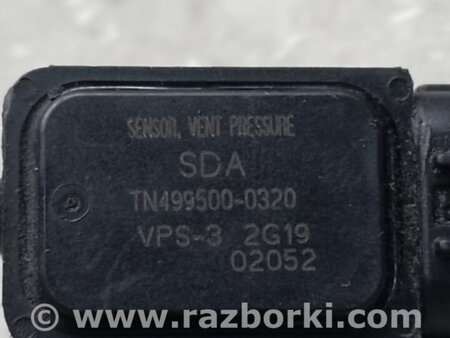 SENSOR, VENT PRESSURE
SDA
TN499500-0320
VPS-3 2G19
02052
www.razborki.com